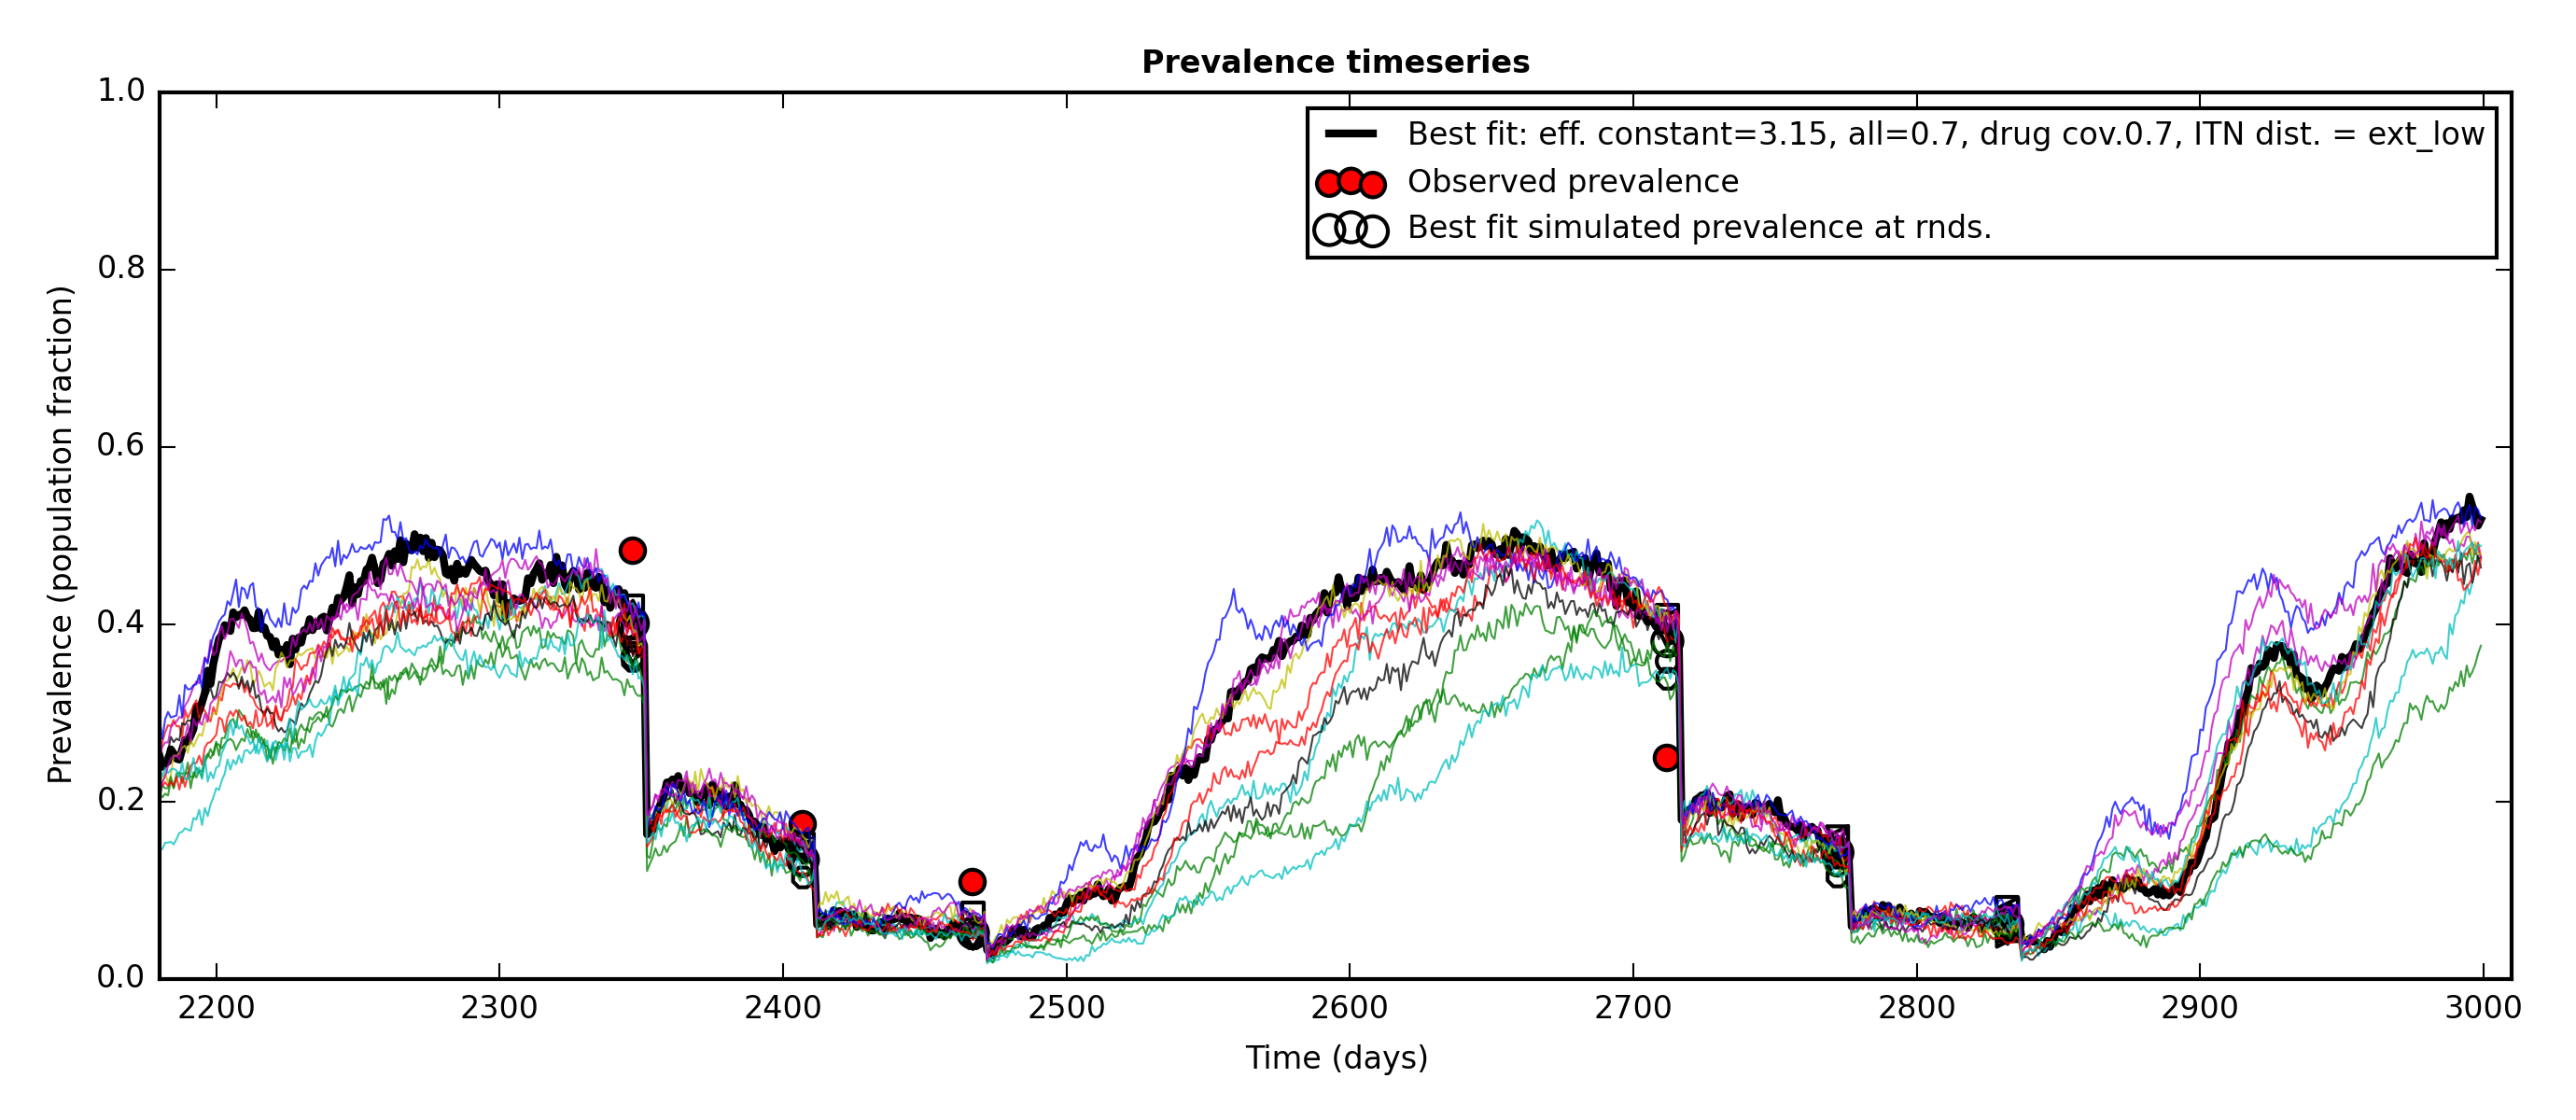 Prevalence timeseries
1.0
0.8
0.6
0.4
0.2
0.0
Prevalence (population fraction)
Best fit: eff. constant=3.15, all=0.7, drug cov.0.7, ITN dist. = ext_low
Observed prevalence
Best fit simulated prevalence at rnds.
2200 2300 2400 2500 2600 2700 2800 2900 3000
Time (days)